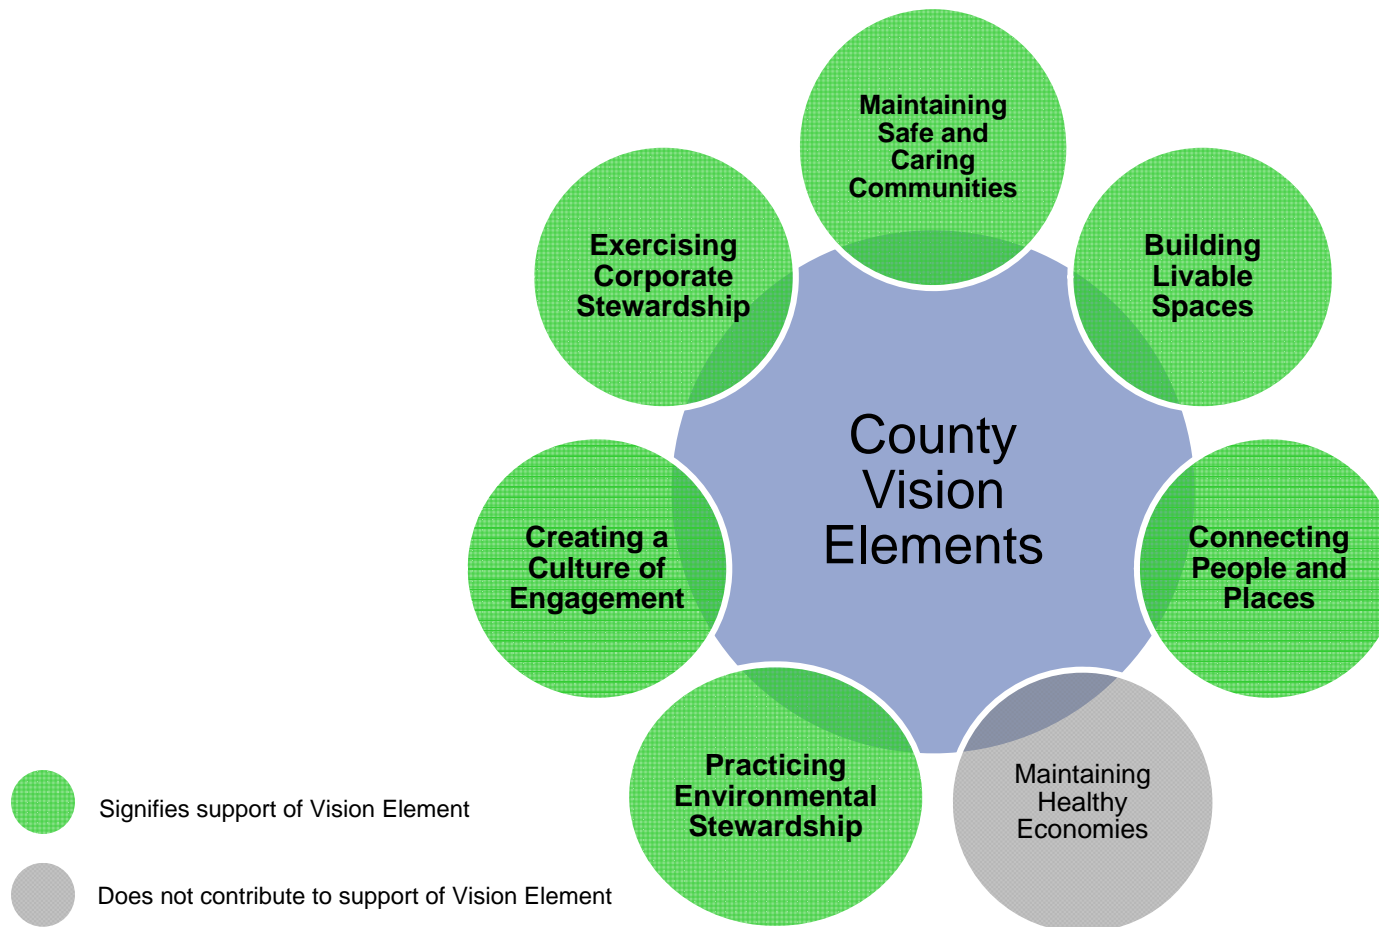 Maintaining
Safe and
Caring
Communities
Exercising
Corporate
Stewardship
Building
Livable
Spaces
County
Vision
Elements
Creating a
Culture of
Engagement
Connecting
People and
Places
Practicing
Environmental
Stewardship
Maintaining
Healthy
Economies
Signifies support of Vision Element
Does not contribute to support of Vision Element